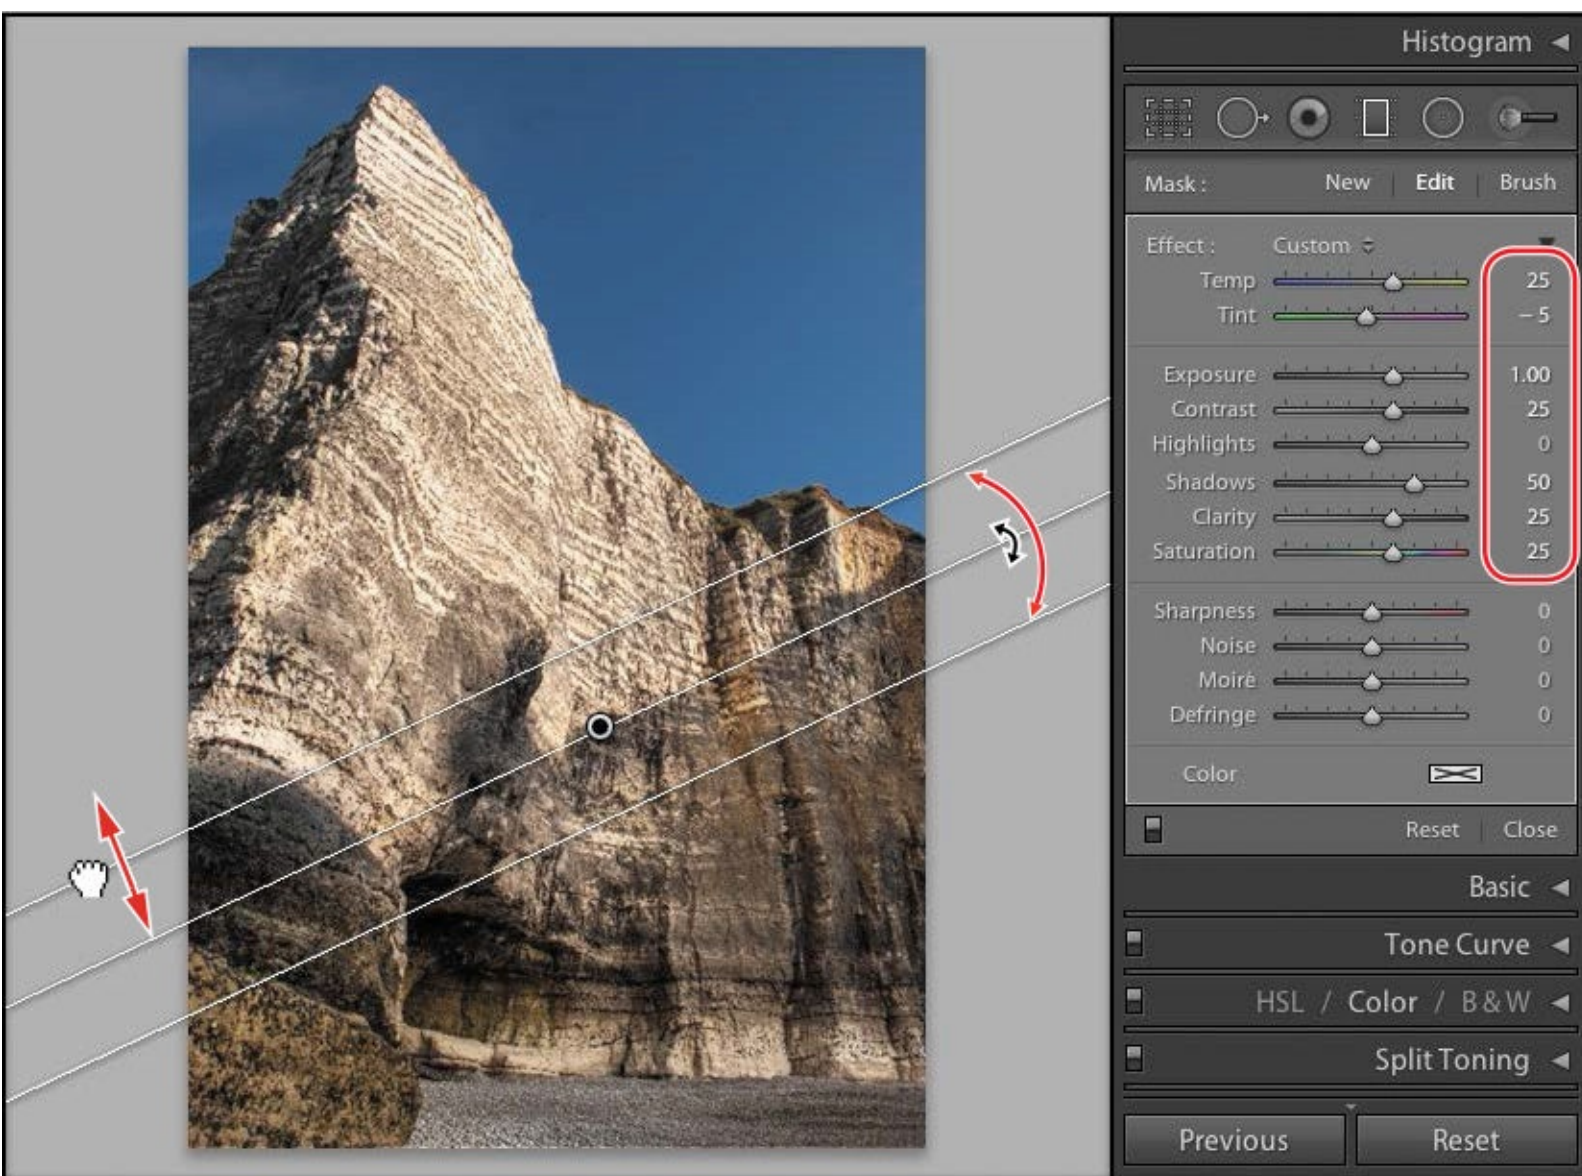 Histogram
Mask : New Edit Brush
Effect : Custom
Temp 25
Tint – 5
Exposure 1.00
Contrast 25
Highlights 0
Shadows 50
Clarity 25
Saturation 25
Sharpness 0
Noise 0
Moiré 0
Defringe 0
Color
Reset Close
Basic
Tone Curve
HSL / Color / B & W
Split Toning
Previous Reset